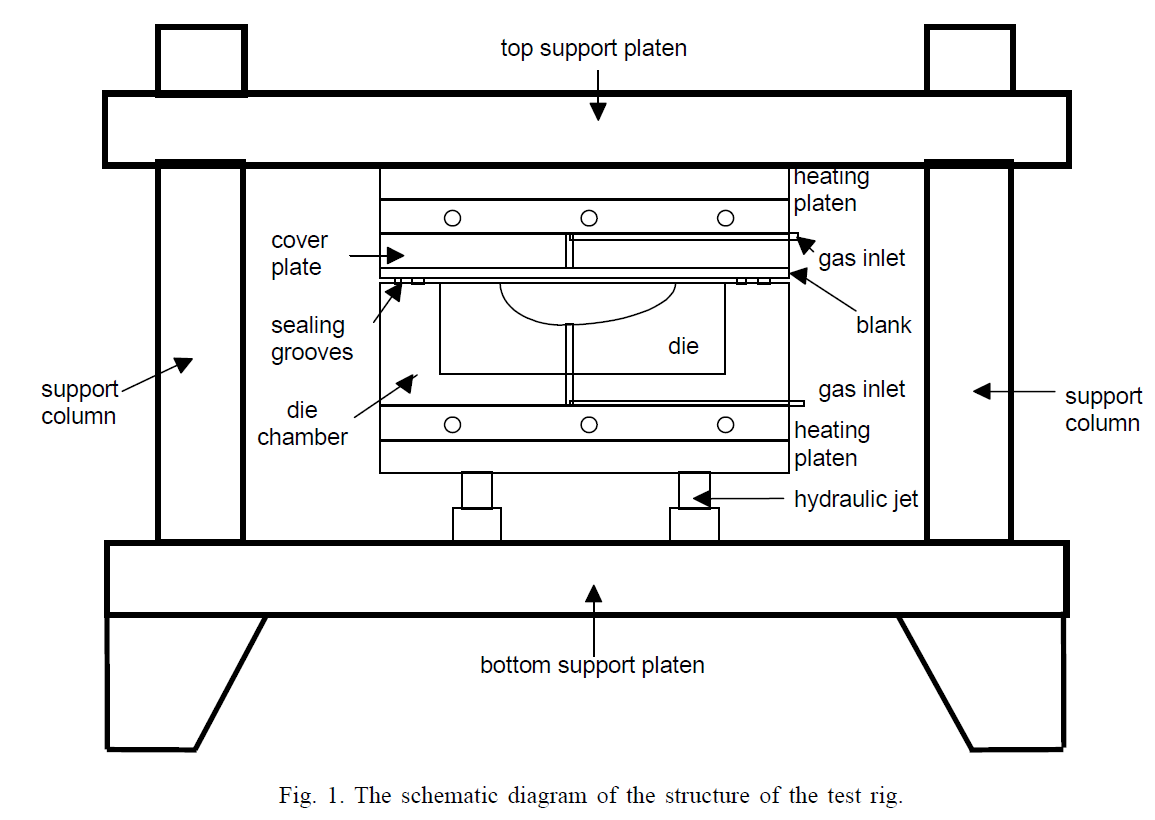 top support platen
heating
platen
cover
plate
gas inlet
sealing
grooves
blank
die
support
column
die
chamber
gas inlet
support
column
heating
platen
hydraulic jet
bottom support platen
Fig. 1. The schematic diagram of the structure of the test rig.